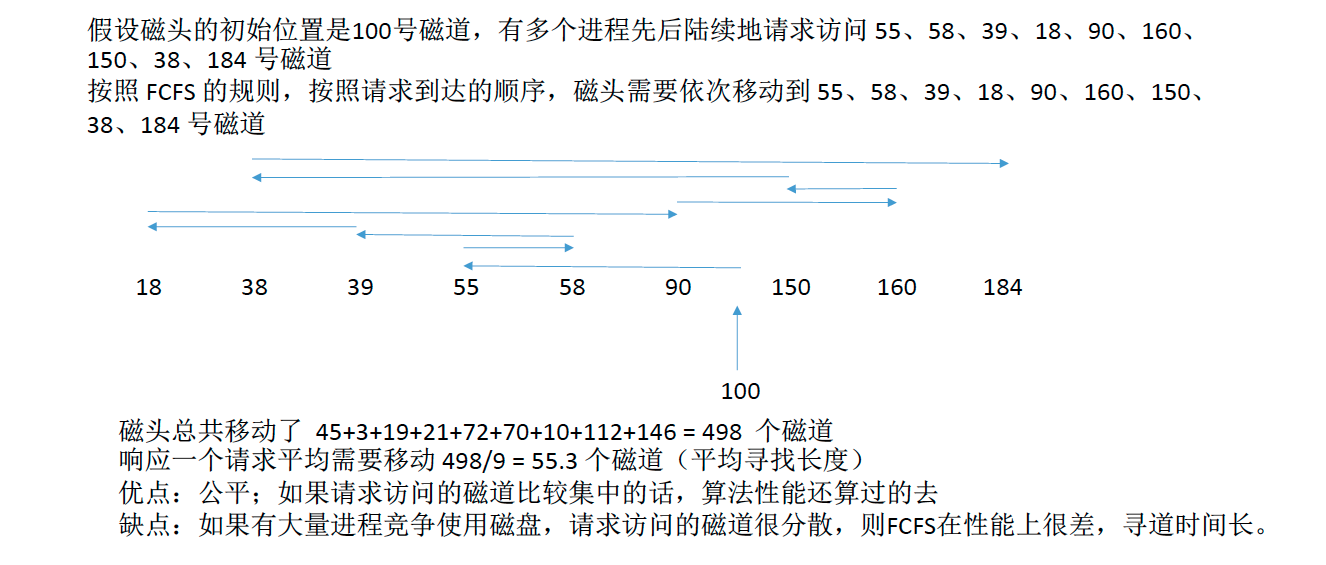 假设磁头的初始位置是100号磁道，有多个进程先后陆续地请求访问 55、58、39、18、90、160、
150、38、184 号磁道
按照 FCFS 的规则，按照请求到达的顺序，磁头需要依次移动到 55、58、39、18、90、160、150、
38、184 号磁道
18 38 39 55 58 90 150 160 184
100
磁头总共移动了 45+3+19+21+72+70+10+112+146 = 498 个磁道
响应一个请求平均需要移动 498/9 = 55.3 个磁道（平均寻找长度）
优点：公平；如果请求访问的磁道比较集中的话，算法性能还算过的去
缺点：如果有大量进程竞争使用磁盘，请求访问的磁道很分散，则FCFS在性能上很差，寻道时间长。